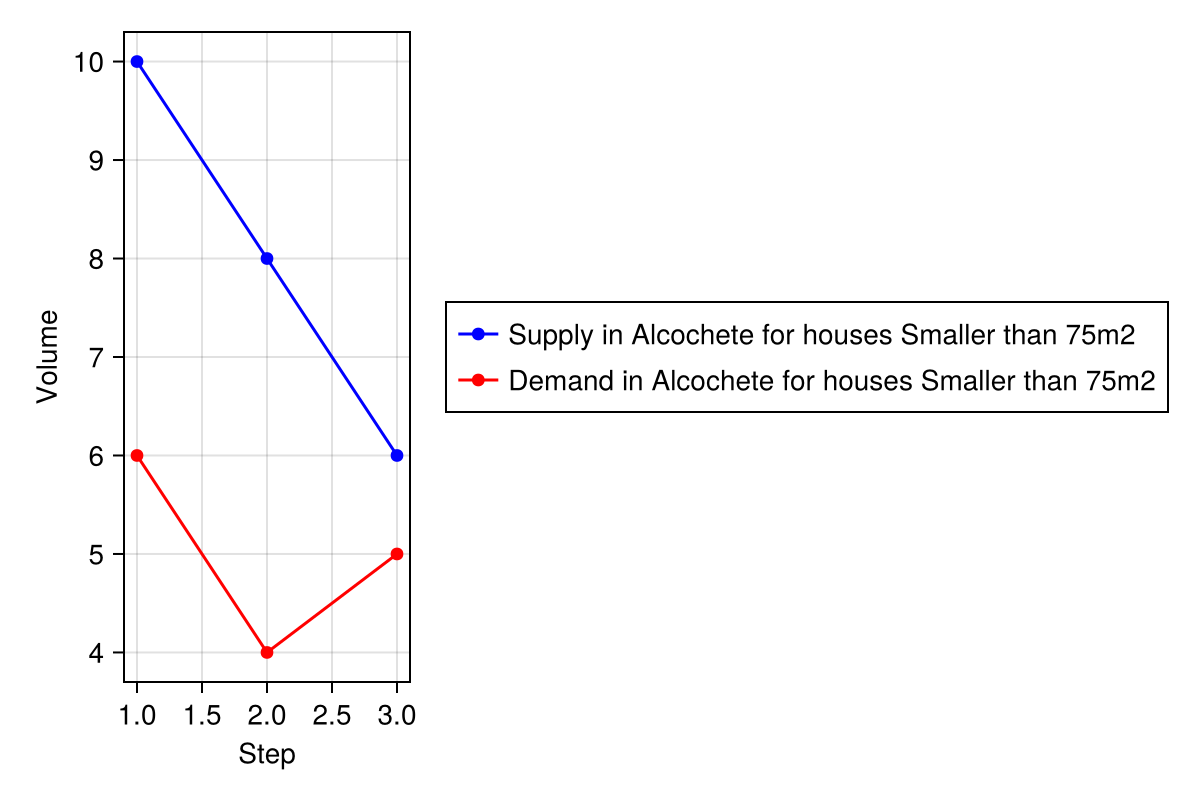 10
9
8
7
6
5
4
Volume
1.0 1.5 2.0 2.5 3.0
Step
Supply in Alcochete for houses Smaller than 75m2
Demand in Alcochete for houses Smaller than 75m2